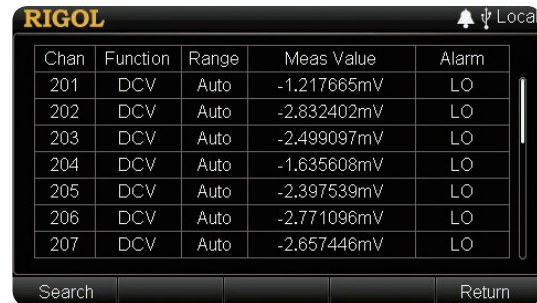 RIGOL Local
Chan Function Range Meas Value Alarm
201 DCV Auto -1.217665mV LO
202 DCV Auto -2.832402mV LO
203 DCV Auto -2.499097mV LO
204 DCV Auto -1.635608mV LO
205 DCV Auto -2.397539mV LO
206 DCV Auto -2.771096mV LO
207 DCV Auto -2.657446mV LO
Search Return